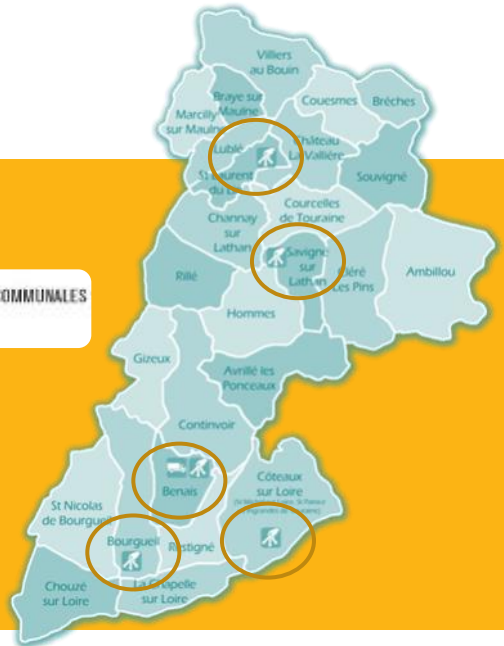 Villiers
au Bouin
Braye sur
Maulne
Couesmes
Brèches
Marcilly
sur Maulne
Château
La Vallière
Lublé
Souvigné
St Laurent
du
Courcelles
de Touraine
Channay
sur
Lathan
Savigné
sur
Lathan
Cléré
Les Pins
Ambillou
Rillé
OMMUNALES
Hommes
Gizeux
Avrillé les
Ponceaux
Continvoir
Benais
Côteaux
sur Loire
St Nicolas
de Bourgueil
Bourgueil
Restigné
Chouzé
sur Loire
La Chapelle
sur Loire